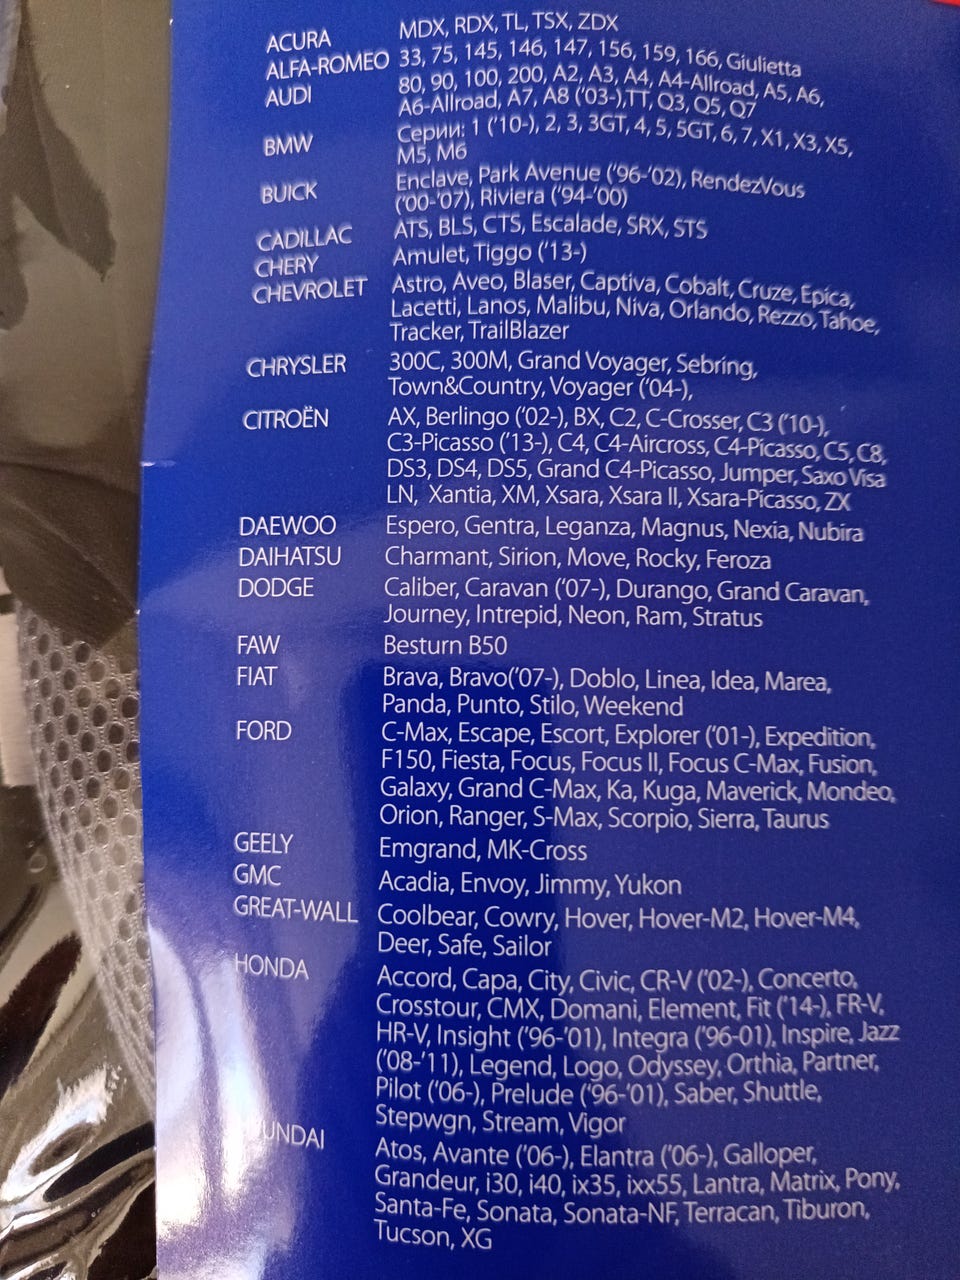 ACURA MDX, RDX, TL, TSX, ZDX
ALFA-ROMEO 33, 75, 145, 146, 147, 156, 159, 166, Giulietta
AUDI 80, 90, 100, 200, A2, A3, A4, A4-Allroad, A5, A6,
A6-Allroad, A7, A8 ('03-),TT, Q3, Q5, Q7
BMW Серии: 1 ('10-), 2, 3, 3GT, 4, 5, 5GT, 6, 7, X1, X3, X5,
M5, M6
BUICK Enclave, Park Avenue ('96-'02), RendezVous
('00-'07), Riviera ('94-'00)
CADILLAC ATS, BLS, CTS, Escalade, SRX, STS
CHERY Amulet, Tiggo ('13-)
CHEVROLET Astro, Aveo, Blaser, Captiva, Cobalt, Cruze, Epica,
Lacetti, Lanos, Malibu, Niva, Orlando, Rezzo, Tahoe,
Tracker, TrailBlazer
CHRYSLER 300C, 300M, Grand Voyager, Sebring,
Town&Country, Voyager ('04-),
CITROËN AX, Berlingo ('02-), BX, C2, C-Crosser, C3 ('10-),
C3-Picasso ('13-), C4, C4-Aircross, C4-Picasso, C5, C8,
DS3, DS4, DS5, Grand C4-Picasso, Jumper, Saxo Visa
LN, Xantia, XM, Xsara, Xsara II, Xsara-Picasso, ZX
DAEWOO Espero, Gentra, Leganza, Magnus, Nexia, Nubira
DAIHATSU Charmant, Sirion, Move, Rocky, Feroza
DODGE Caliber, Caravan ('07-), Durango, Grand Caravan,
Journey, Intrepid, Neon, Ram, Stratus
FAW Besturn B50
FIAT Brava, Bravo('07-), Doblo, Linea, Idea, Marea,
Panda, Punto, Stilo, Weekend
FORD C-Max, Escape, Escort, Explorer ('01-), Expedition,
F150, Fiesta, Focus, Focus II, Focus C-Max, Fusion,
Galaxy, Grand C-Max, Ka, Kuga, Maverick, Mondeo,
Orion, Ranger, S-Max, Scorpio, Sierra, Taurus
GEELY Emgrand, MK-Cross
GMC Acadia, Envoy, Jimmy, Yukon
GREAT-WALL Coolbear, Cowry, Hover, Hover-M2, Hover-M4,
Deer, Safe, Sailor
HONDA Accord, Capa, City, Civic, CR-V ('02-), Concerto,
Crosstour, CMX, Domani, Element, Fit ('14-), FR-V,
HR-V, Insight ('96-'01), Integra ('96-01), Inspire, Jazz
('08-'11), Legend, Logo, Odyssey, Orthia, Partner,
Pilot ('06-), Prelude ('96-'01), Saber, Shuttle,
Stepwgn, Stream, Vigor
UNDAI Atos, Avante ('06-), Elantra ('06-), Galloper,
Grandeur, i30, i40, ix35, ixx55, Lantra, Matrix, Pony,
Santa-Fe, Sonata, Sonata-NF, Terracan, Tiburon,
Tucson, XG